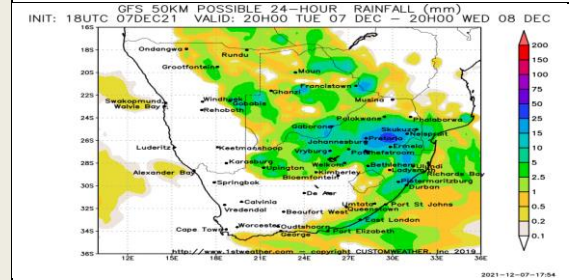 GFS 50KM POSSIBLE 24-HOUR RAINFALL (mm)
INIT: 18UTC 07DEC21 VALID: 20H00 TUE 07 DEC - 20H00 WED 08 DEC
16S
Ondangwa
Rundu
18S
Grootfontein
Maun
20S
Francistown
Ghanzi
Swakopmund
Windhoek
Gobabis
Musina
22S
Walvis Bay
Rehoboth
Polokwane
Phalaborwa
24S
Gaborone
Skukuza
Pretoria
Nelspruit
Johannesburg
Ermelo
26S
Luderitz
Keetmanshoop
Vryburg
Karasburg
Upington
Welkom
Bethlehem
Ulundi
28S
Alexander Bay
Kimberley
Ladysmith
Richards Bay
Bloemfontein
Pietermaritzburg
Springbok
Durban
30S
De Aar
Calvinia
Umtata
Port St Johns
Vredendal
Beaufort West
Queenstown
32S
East London
Cape Town
Worcester
Oudtshoorn
34S
George
Port Elizabeth
http://www.1stweather.com - copyright CUSTOMWEATHER, Inc 2019
36S
12E 15E 18E 21E 24E 27E 30E 33E 36E
200
150
100
75
50
25
15
10
5
2.5
1
0.5
0.2
0.1
2021-12-07-17:54